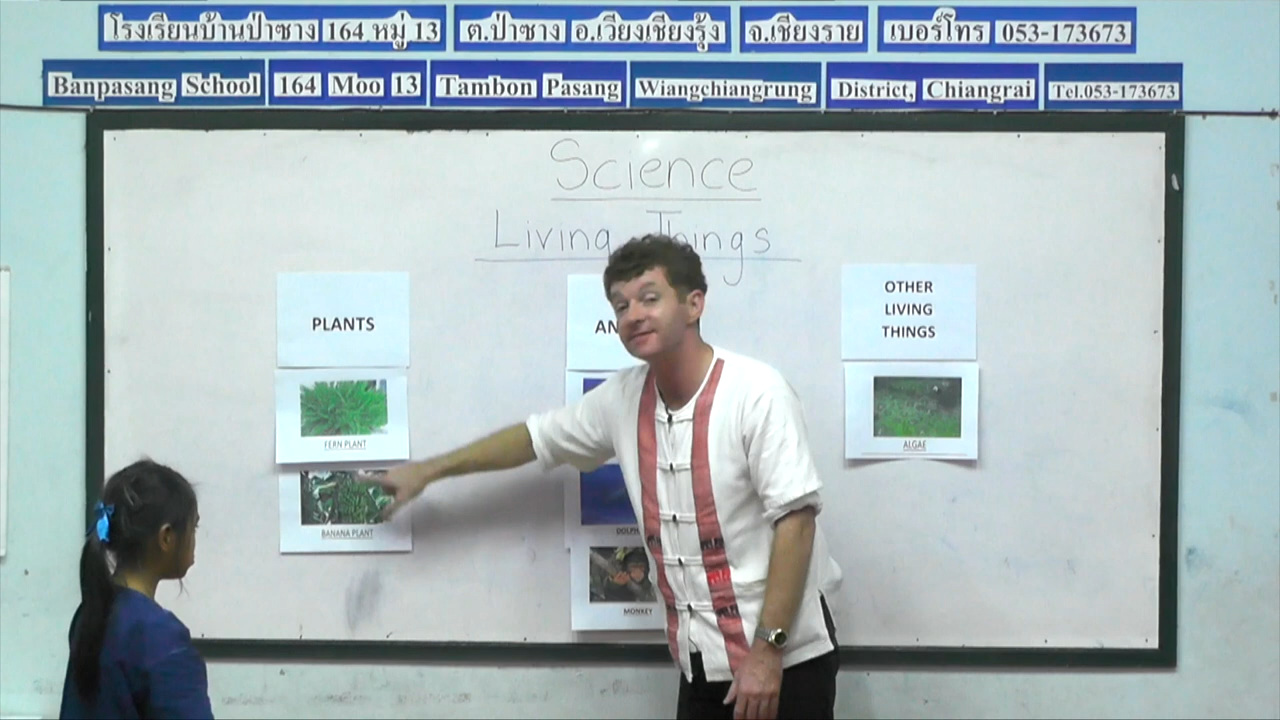 โรงเรียนบ้านป่าซาง 164 หมู่ 13 ต.ป่าซาง อ.เวียงเชียงรุ้ง จ.เชียงราย เบอร์โทร 053-173673
Banpasang School 164 Moo 13 Tambon Pasang Wiangchiangrung District, Chiangrai Tel.053-173673
Science
Living Things
PLANTS
FERN PLANT
BANANA PLANT
AN
DOLPH
MONKEY
OTHER
LIVING
THINGS
ALGAE